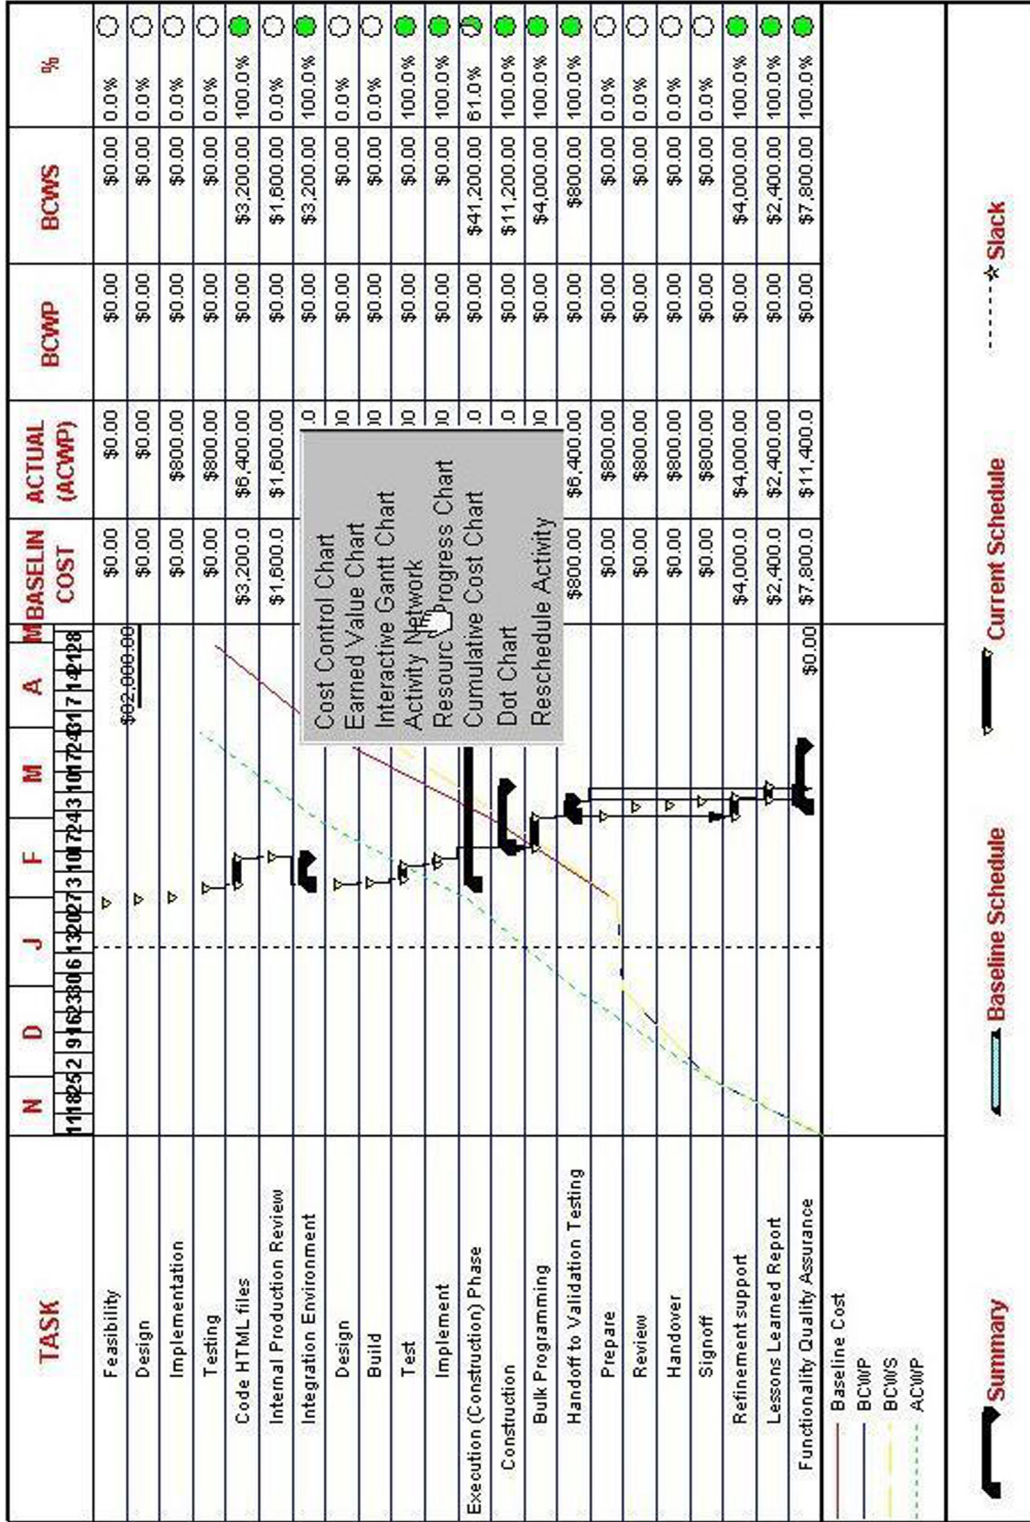 TASK
N D J F M A M
BASELIN COST
ACTUAL (ACWP)
BCWP
BCWS
%
Feasibility $0.00 $0.00 $0.00 $0.00 0.0%
Design $0.00 $0.00 $0.00 $0.00 0.0%
Implementation $0.00 $800.00 $0.00 $0.00 0.0%
Testing $0.00 $800.00 $0.00 $0.00 0.0%
Code HTML files $3,200.0 $6,400.00 $0.00 $3,200.00 100.0%
Internal Production Review $1,600.0 $1,600.00 $0.00 $1,600.00 0.0%
Integration Environment .0 $0.00 $3,200.00 100.0%
Design $0.00 $0.00 0.0%
Build $0.00 $0.00 0.0%
Test $0.00 $0.00 100.0%
Implement $0.00 $0.00 100.0%
Execution (Construction) Phase .0 $0.00 $41,200.00 61.0%
Construction .0 $0.00 $11,200.00 100.0%
Bulk Programming $0.00 $4,000.00 100.0%
Handoff to Validation Testing $800.00 $6,400.00 $0.00 $800.00 100.0%
Prepare $0.00 $800.00 $0.00 $0.00 0.0%
Review $0.00 $800.00 $0.00 $0.00 0.0%
Handover $0.00 $800.00 $0.00 $0.00 0.0%
Signoff $0.00 $800.00 $0.00 $0.00 0.0%
Refinement support $4,000.0 $4,000.00 $0.00 $4,000.00 100.0%
Lessons Learned Report $2,400.0 $2,400.00 $0.00 $2,400.00 100.0%
Functionality Quality Assurance $0.00 $7,800.0 $11,400.0 $0.00 $7,800.00 100.0%
Cost Control Chart
Earned Value Chart
Interactive Gantt Chart
Activity Network
Resourc Progress Chart
Cumulative Cost Chart
Dot Chart
Reschedule Activity
Baseline Cost
BCWP
BCWS
ACWP
Summary
Baseline Schedule
Current Schedule
Slack